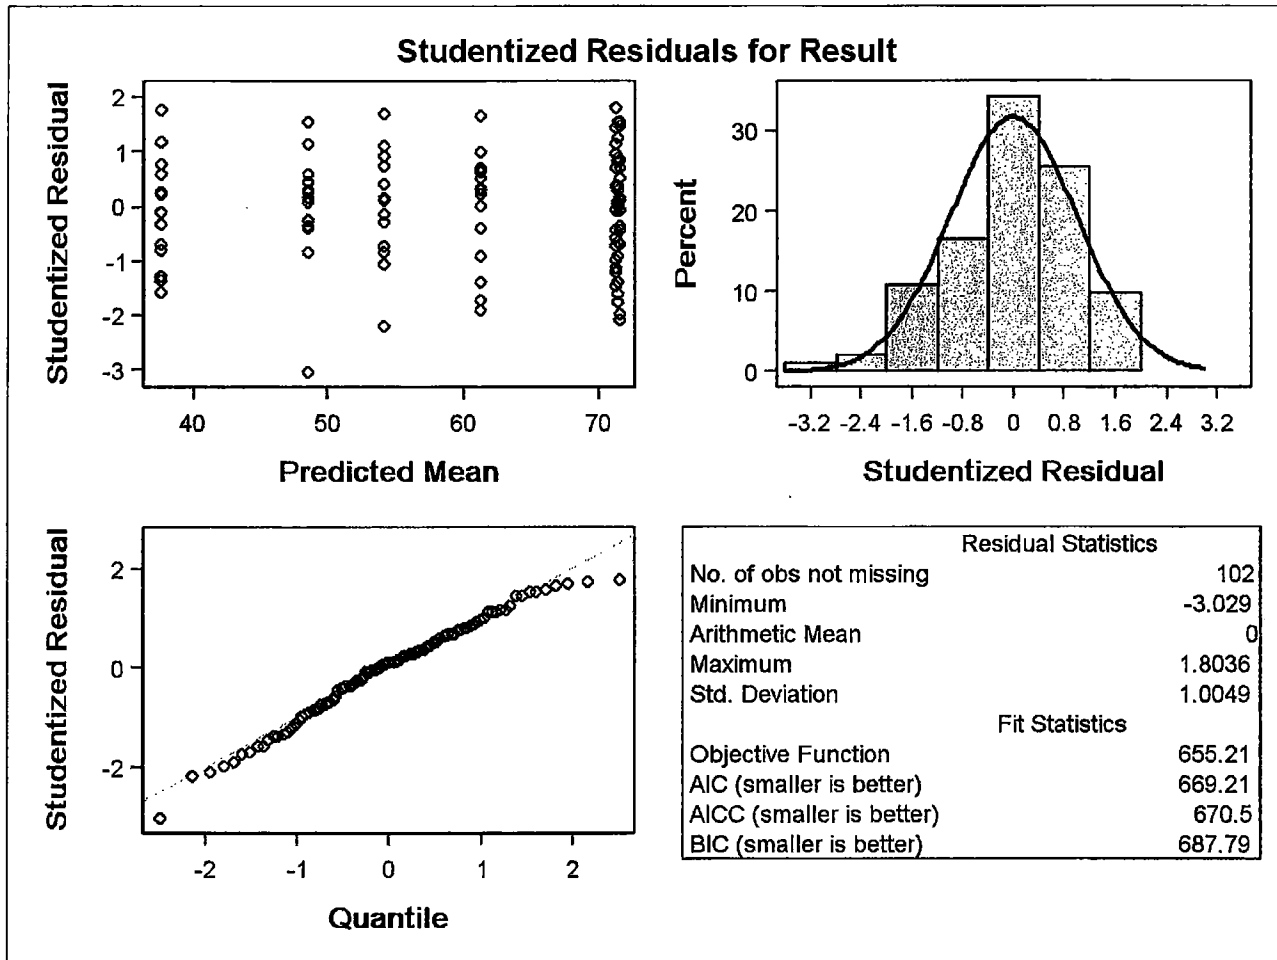 Studentized Residuals for Result
Studentized Residual
2
1
0
-1
-2
-3
40 50 60 70
Predicted Mean
Percent
30
20
10
0
-3.2 -2.4 -1.6 -0.8 0 0.8 1.6 2.4 3.2
Studentized Residual
Studentized Residual
2
0
-2
-2 -1 0 1 2
Quantile
Residual Statistics
No. of obs not missing 102
Minimum -3.029
Arithmetic Mean 0
Maximum 1.8036
Std. Deviation 1.0049
Fit Statistics
Objective Function 655.21
AIC (smaller is better) 669.21
AICC (smaller is better) 670.5
BIC (smaller is better) 687.79